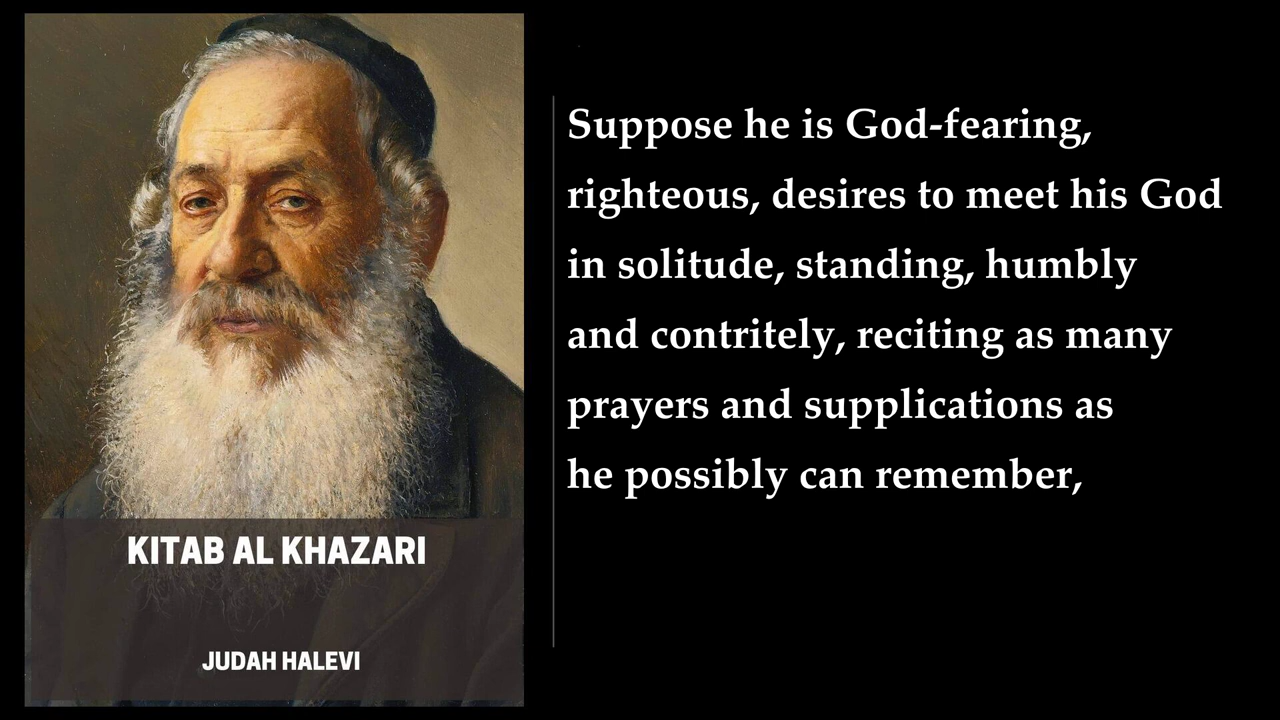 KITAB AL KHAZARI
JUDAH HALEVI
Suppose he is God-fearing,
righteous, desires to meet his God
in solitude, standing, humbly
and contritely, reciting as many
prayers and supplications as
he possibly can remember,